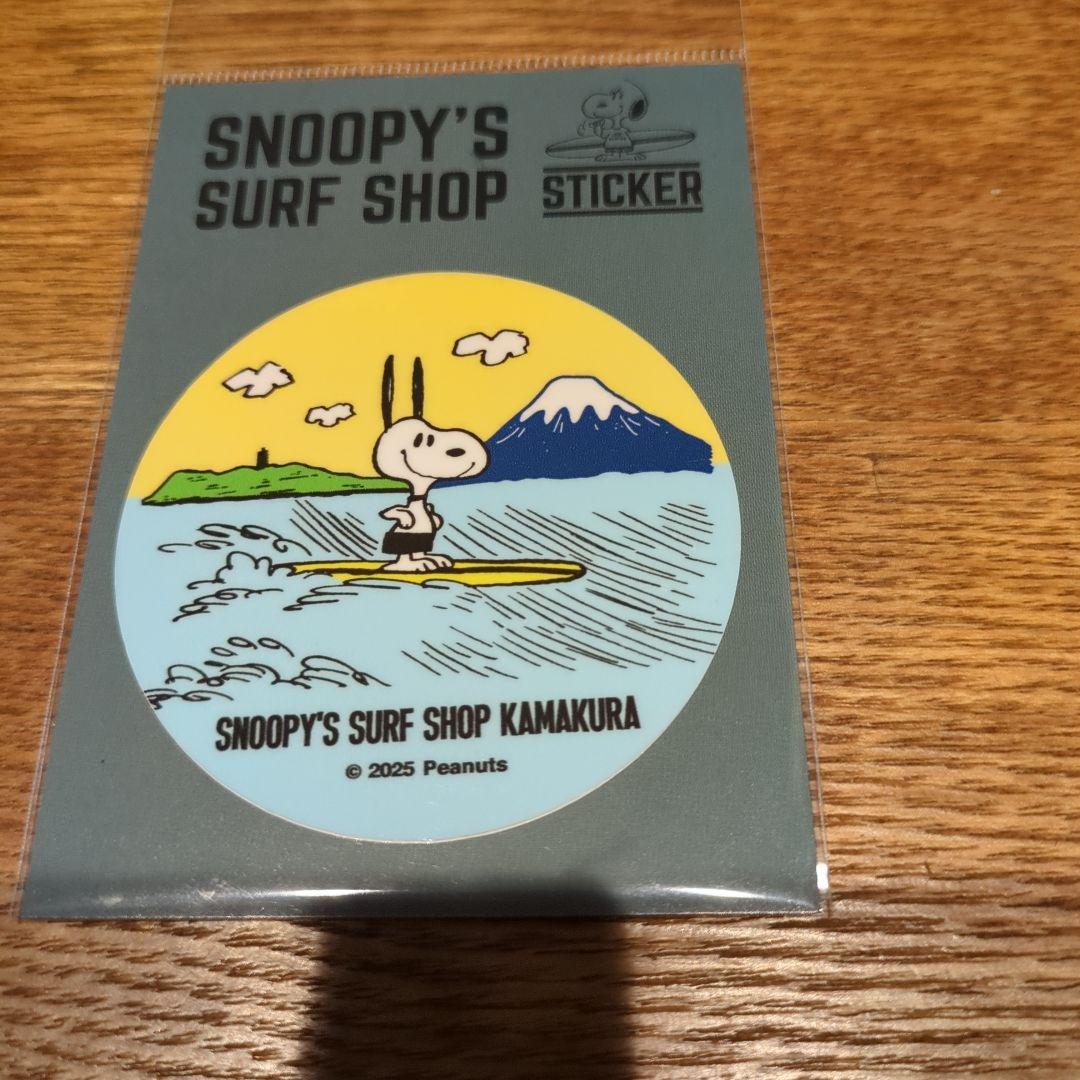 SNOOPY'S
SURF SHOP
STICKER
SNOOPY'S SURF SHOP KAMAKURA
© 2025 Peanuts